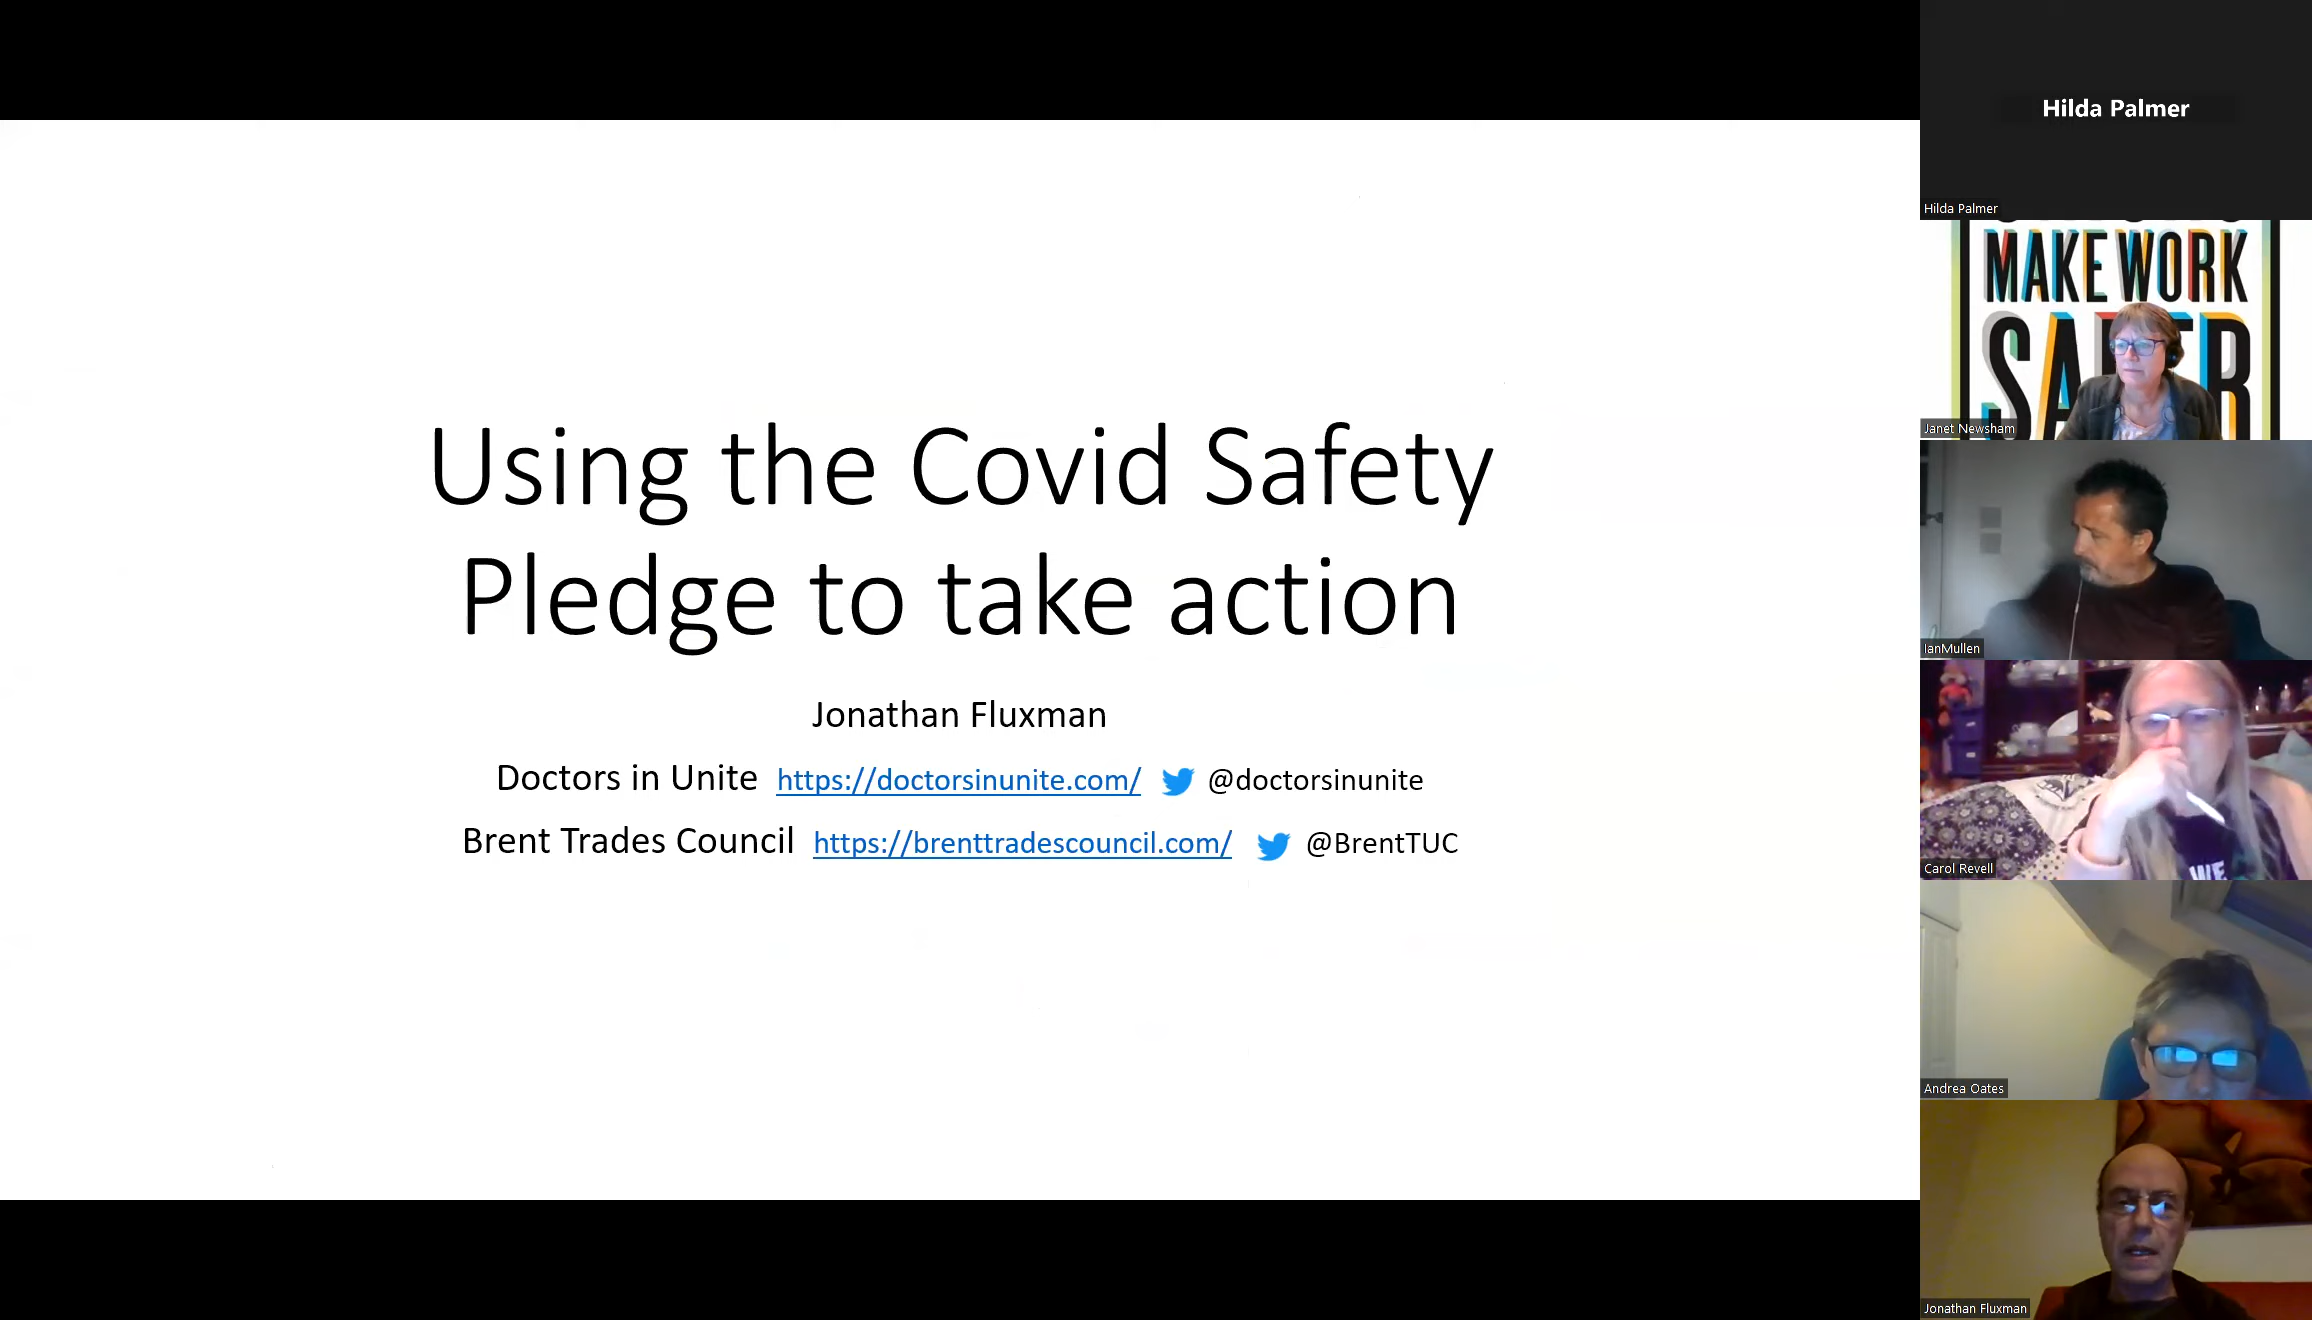 Using the Covid Safety
Pledge to take action
Jonathan Fluxman
Doctors in Unite https://doctorsinunite.com/ @doctorsinunite
Brent Trades Council https://brenttradescouncil.com/ @BrentTUC
Hilda Palmer
Hilda Palmer
MAKE WORK
Janet Newsham
IanMullen
WE
Carol Revell
Andrea Oates
Jonathan Fluxman